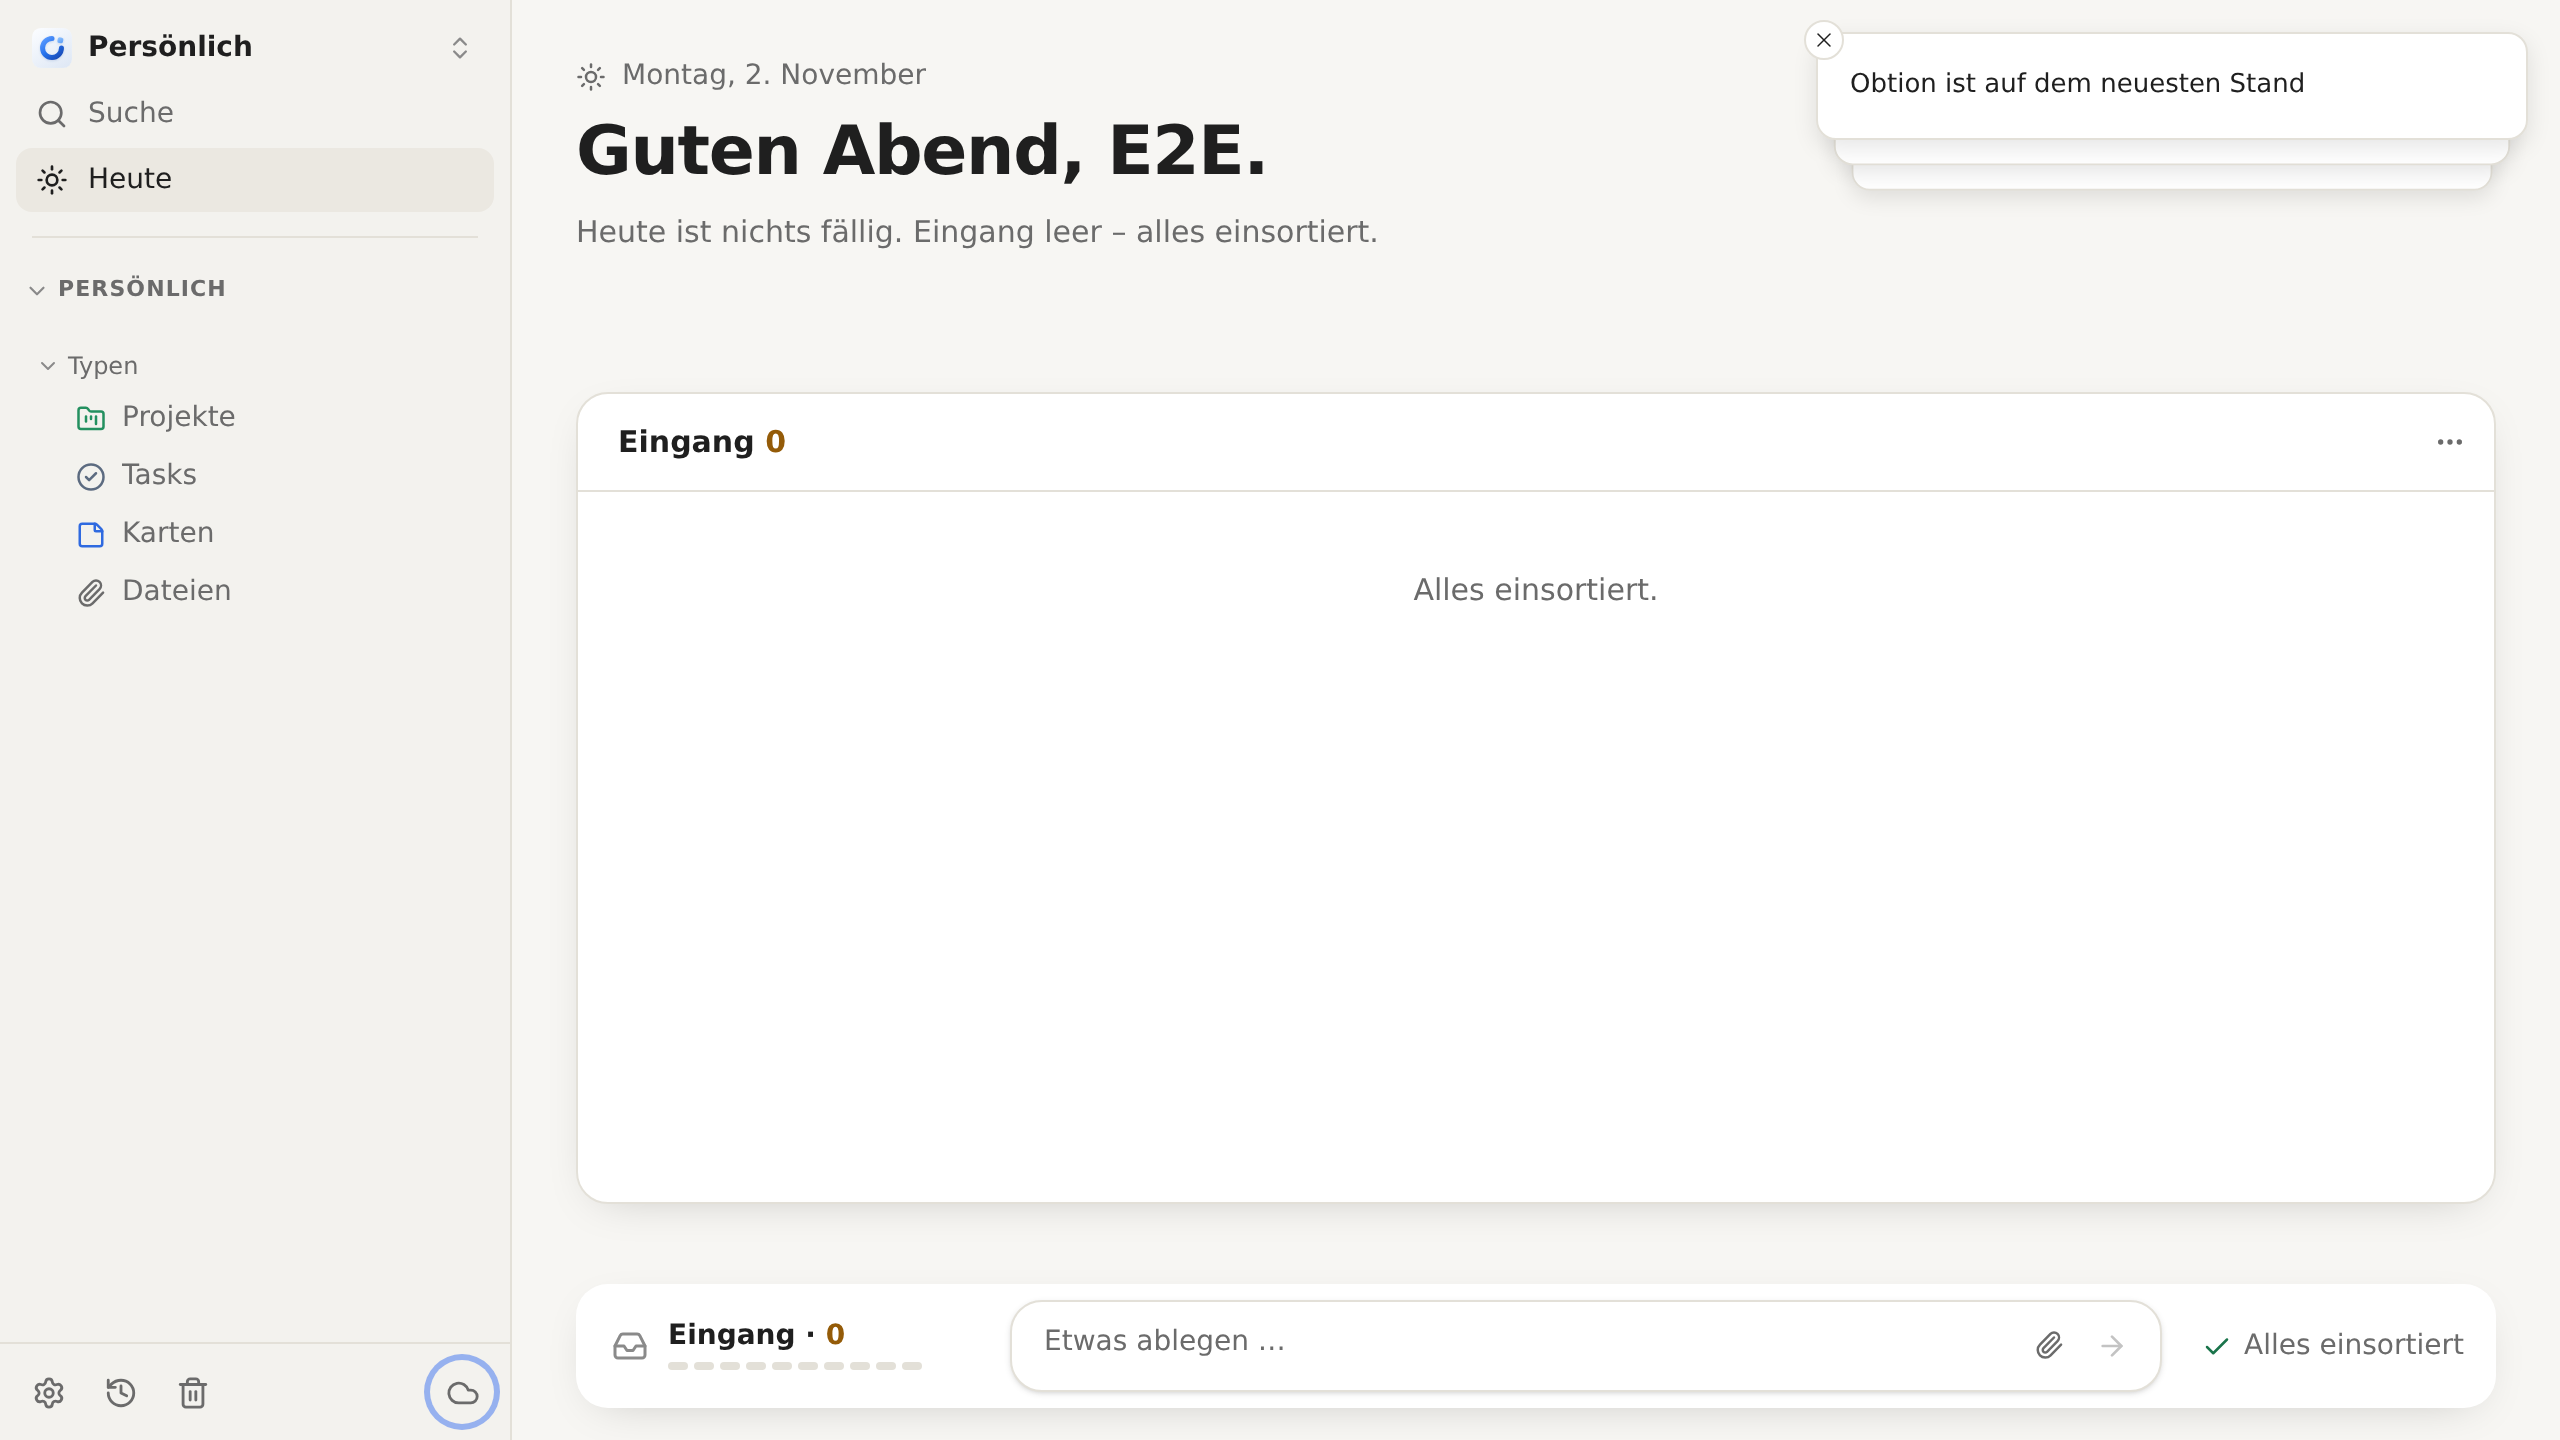 Persönlich
Suche
Heute
PERSÖNLICH
Typen
Projekte
Tasks
Karten
Dateien
Montag, 2. November
Guten Abend, E2E.
Heute ist nichts fällig. Eingang leer – alles einsortiert.
Obtion ist auf dem neuesten Stand
Eingang 0
Alles einsortiert.
Eingang · 0
Etwas ablegen …
Alles einsortiert